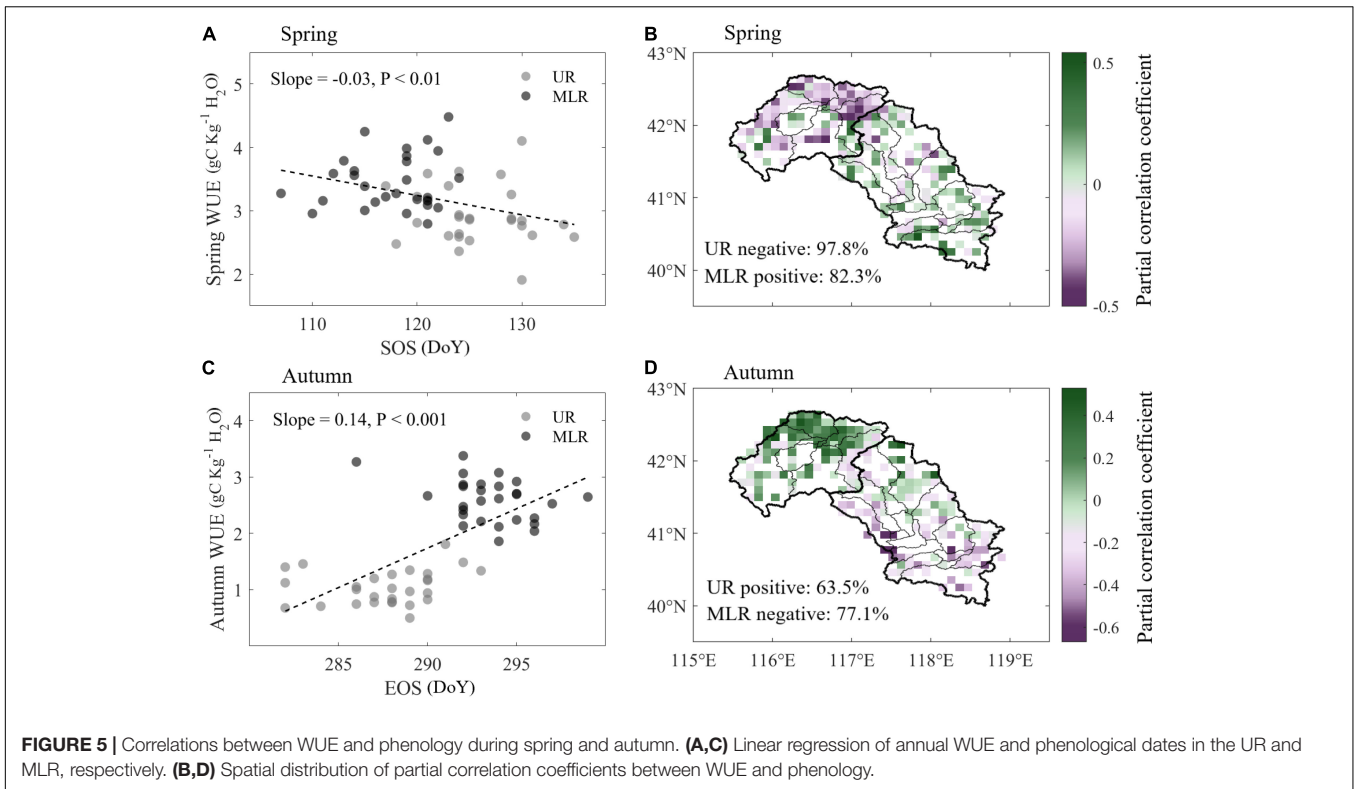 A Spring
Slope = -0.03, P < 0.01
UR
MLR
Spring WUE (gC Kg⁻¹ H₂O)
5
4
3
2
110 120 130
SOS (DoY)
B Spring
43°N
42°N
41°N
40°N
UR negative: 97.8%
MLR positive: 82.3%
0.5
0
-0.5
Partial correlation coefficient
C Autumn
Slope = 0.14, P < 0.001
UR
MLR
Autumn WUE (gC Kg⁻¹ H₂O)
4
3
2
1
285 290 295
EOS (DoY)
D Autumn
43°N
42°N
41°N
40°N
UR positive: 63.5%
MLR negative: 77.1%
115°E 116°E 117°E 118°E 119°E
0.4
0.2
0
-0.2
-0.4
-0.6
Partial correlation coefficient
FIGURE 5 | Correlations between WUE and phenology during spring and autumn. (A,C) Linear regression of annual WUE and phenological dates in the UR and
MLR, respectively. (B,D) Spatial distribution of partial correlation coefficients between WUE and phenology.